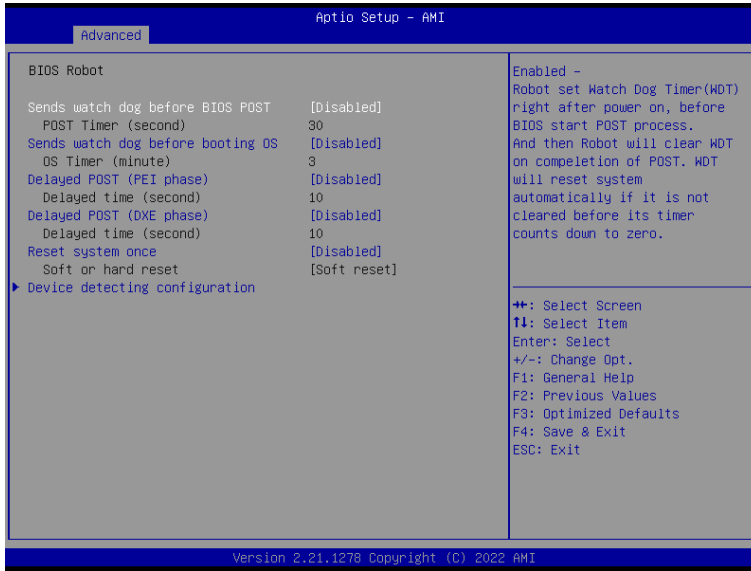 Aptio Setup – AMI
Advanced
BIOS Robot
Sends watch dog before BIOS POST [Disabled]
POST Timer (second) 30
Sends watch dog before booting OS [Disabled]
OS Timer (minute) 3
Delayed POST (PEI phase) [Disabled]
Delayed time (second) 10
Delayed POST (DXE phase) [Disabled]
Delayed time (second) 10
Reset system once [Disabled]
Soft or hard reset [Soft reset]
Device detecting configuration
Enabled –
Robot set Watch Dog Timer(WDT)
right after power on, before
BIOS start POST process.
And then Robot will clear WDT
on compeletion of POST. WDT
will reset system
automatically if it is not
cleared before its timer
counts down to zero.
→←: Select Screen
↑↓: Select Item
Enter: Select
+/-: Change Opt.
F1: General Help
F2: Previous Values
F3: Optimized Defaults
F4: Save & Exit
ESC: Exit
Version 2.21.1278 Copyright (C) 2022 AMI